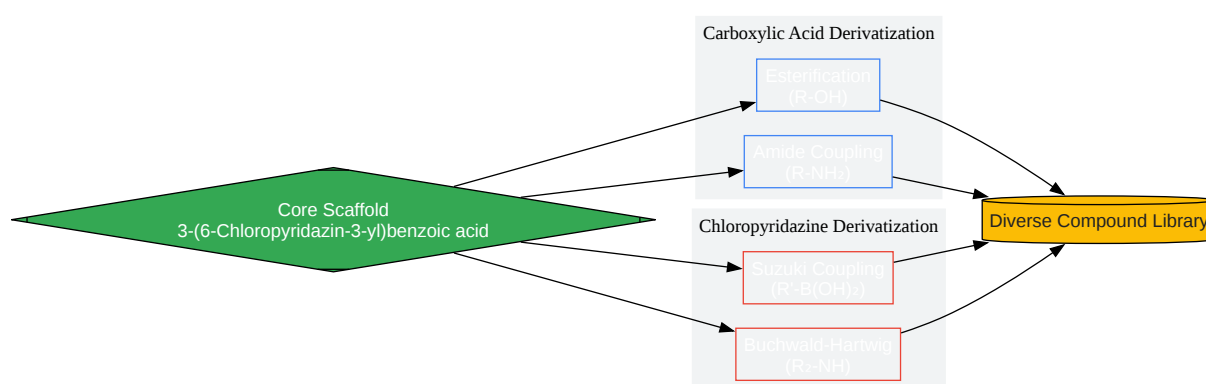 Core Scaffold
3-(6-Chloropyridazin-3-yl)benzoic acid
Carboxylic Acid Derivatization
Esterification
(R-OH)
Amide Coupling
(R-NH₂)
Chloropyridazine Derivatization
Suzuki Coupling
(R'-B(OH)₂)
Buchwald-Hartwig
(R₂-NH)
Diverse Compound Library